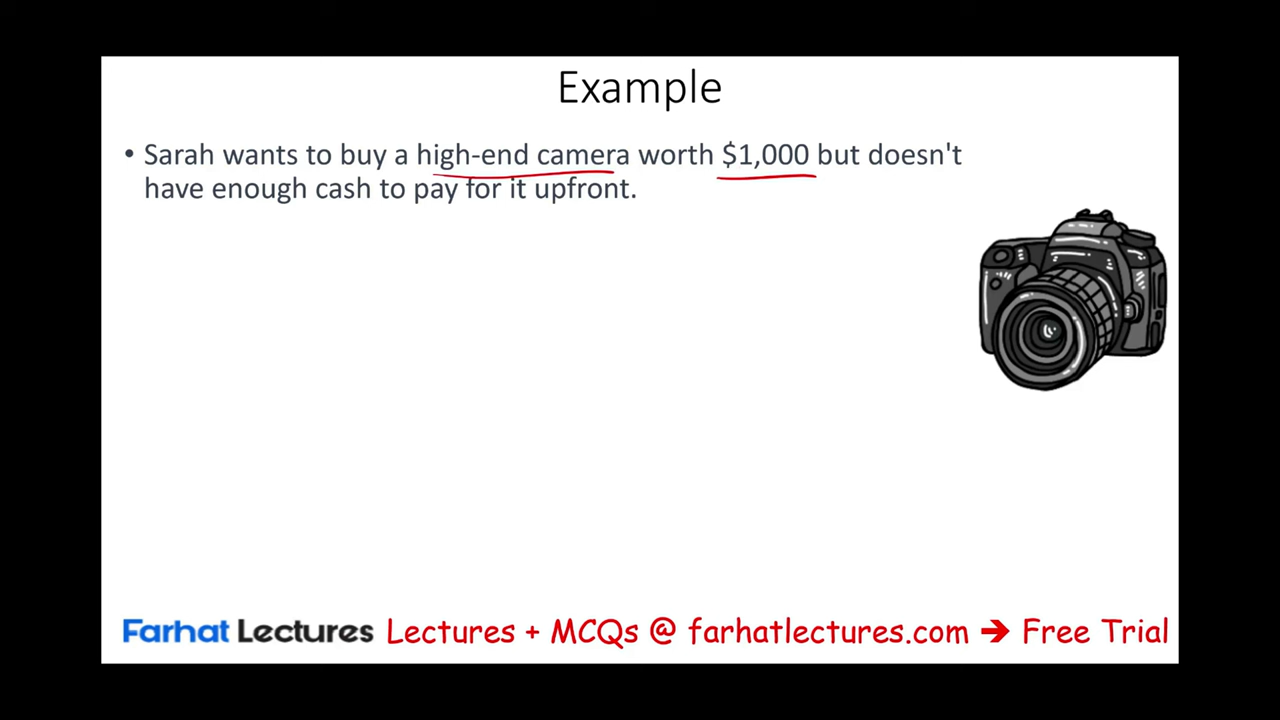 Example
• Sarah wants to buy a high-end camera worth $1,000 but doesn't
have enough cash to pay for it upfront.
Farhat Lectures Lectures + MCQs @ farhatlectures.com ➔ Free Trial